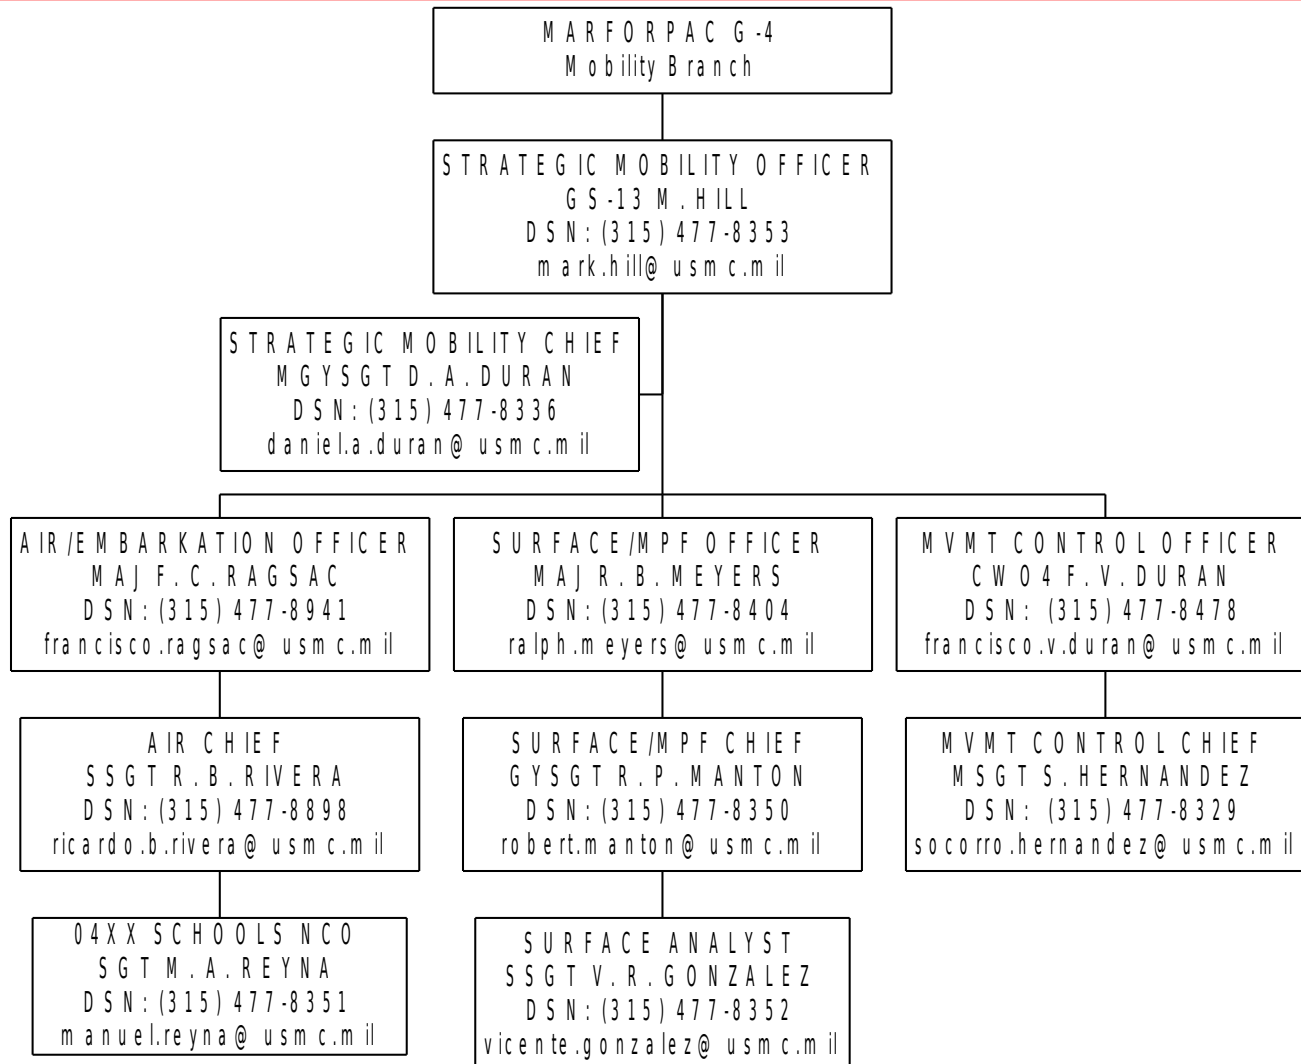 MARFORPAC G-4
Mobility Branch
STRATEGIC MOBILITY OFFICER
GS-13 M. HILL
DSN: (315) 477-8353
mark.hill@usmc.mil
STRATEGIC MOBILITY CHIEF
MGYSGT D. A. DURAN
DSN: (315) 477-8336
daniel.a.duran@usmc.mil
AIR/EMBARKATION OFFICER
MAJ F. C. RAGSAC
DSN: (315) 477-8941
francisco.ragsac@usmc.mil
SURFACE/MPF OFFICER
MAJ R. B. MEYERS
DSN: (315) 477-8404
ralph.meyers@usmc.mil
MVMT CONTROL OFFICER
CWO4 F. V. DURAN
DSN: (315) 477-8478
francisco.v.duran@usmc.mil
AIR CHIEF
SSGT R. B. RIVERA
DSN: (315) 477-8898
ricardo.b.rivera@usmc.mil
SURFACE/MPF CHIEF
GYSGT R. P. MANTON
DSN: (315) 477-8350
robert.manton@usmc.mil
MVMT CONTROL CHIEF
MSGT S. HERNANDEZ
DSN: (315) 477-8329
socorro.hernandez@usmc.mil
04XX SCHOOLS NCO
SGT M. A. REYNA
DSN: (315) 477-8351
manuel.reyna@usmc.mil
SURFACE ANALYST
SSGT V. R. GONZALEZ
DSN: (315) 477-8352
vicente.gonzalez@usmc.mil